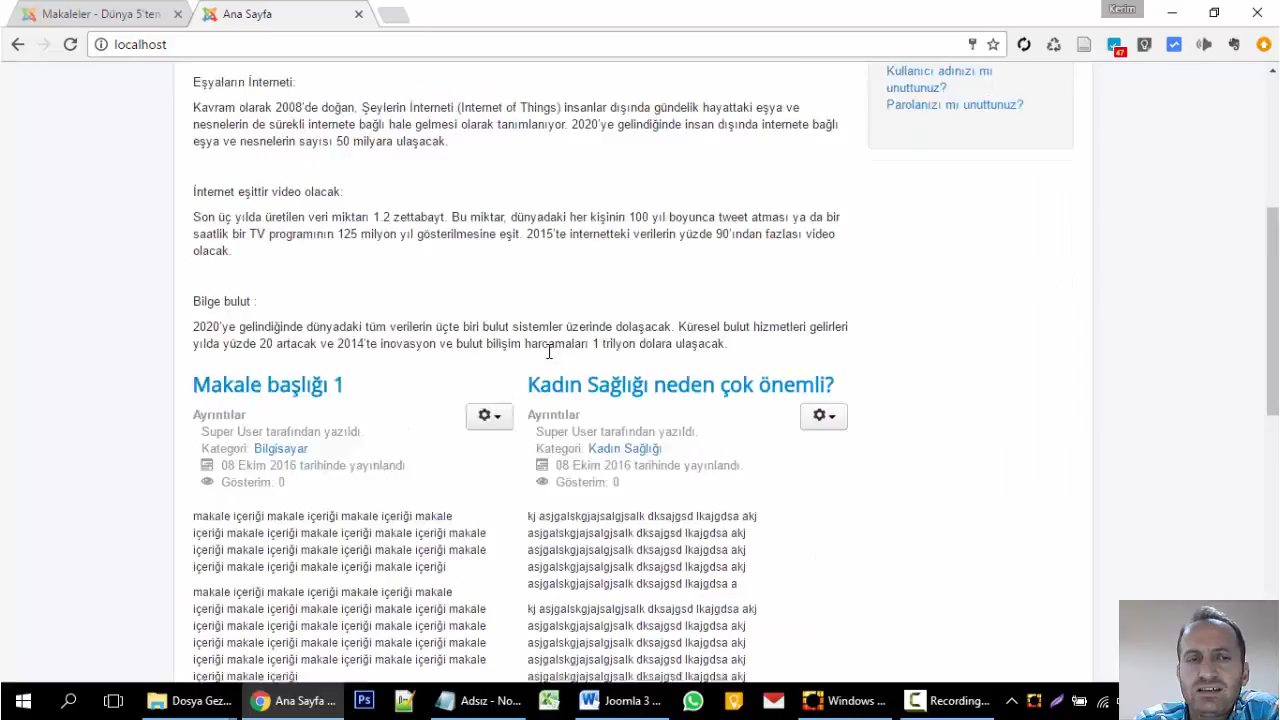 Makaleler - Dünya 5'ten
Ana Sayfa
Kerim
localhost
47
Eşyaların İnterneti:
Kavram olarak 2008'de doğan, Şeylerin İnterneti (Internet of Things) insanlar dışında gündelik hayattaki eşya ve
nesnelerin de sürekli internete bağlı hale gelmesi olarak tanımlanıyor. 2020'ye gelindiğinde insan dışında internete bağlı
eşya ve nesnelerin sayısı 50 milyara ulaşacak.
Kullanıcı adınızı mı
unuttunuz?
Parolanızı mı unuttunuz?
İnternet eşittir video olacak:
Son üç yılda üretilen veri miktarı 1.2 zettabayt. Bu miktar, dünyadaki her kişinin 100 yıl boyunca tweet atması ya da bir
saatlik bir TV programının 125 milyon yıl gösterilmesine eşit. 2015'te internetteki verilerin yüzde 90'ından fazlası video
olacak.
Bilge bulut :
2020'ye gelindiğinde dünyadaki tüm verilerin üçte biri bulut sistemler üzerinde dolaşacak. Küresel bulut hizmetleri gelirleri
yılda yüzde 20 artacak ve 2014'te inovasyon ve bulut bilişim harcamaları 1 trilyon dolara ulaşacak.
Makale başlığı 1
Ayrıntılar
Super User tarafından yazıldı.
Kategori: Bilgisayar
08 Ekim 2016 tarihinde yayınlandı
Gösterim: 0
makale içeriği makale içeriği makale içeriği makale
içeriği makale içeriği makale içeriği makale içeriği makale
içeriği makale içeriği makale içeriği makale içeriği makale
içeriği makale içeriği makale içeriği makale içeriği
makale içeriği makale içeriği makale içeriği makale
içeriği makale içeriği makale içeriği makale içeriği makale
içeriği makale içeriği makale içeriği makale içeriği makale
içeriği makale içeriği makale içeriği makale içeriği makale
içeriği makale içeriği makale içeriği makale içeriği makale
içeriği makale içeriği
Kadın Sağlığı neden çok önemli?
Ayrıntılar
Super User tarafından yazıldı.
Kategori: Kadın Sağlığı
08 Ekim 2016 tarihinde yayınlandı.
Gösterim: 0
kj asjgalskgjajsalgjsalk dksajgsd lkajgdsa akj
asjgalskgjajsalgjsalk dksajgsd lkajgdsa akj
asjgalskgjajsalgjsalk dksajgsd lkajgdsa akj
asjgalskgjajsalgjsalk dksajgsd lkajgdsa akj
asjgalskgjajsalgjsalk dksajgsd lkajgdsa a
kj asjgalskgjajsalgjsalk dksajgsd lkajgdsa akj
asjgalskgjajsalgjsalk dksajgsd lkajgdsa akj
asjgalskgjajsalgjsalk dksajgsd lkajgdsa akj
asjgalskgjajsalgjsalk dksajgsd lkajgdsa akj
asjgalskgjajsalgjsalk dksajgsd lkajgdsa akj
Dosya Gez...
Ana Sayfa ...
Adsız - No...
Joomla 3 ...
Windows ...
Recording...